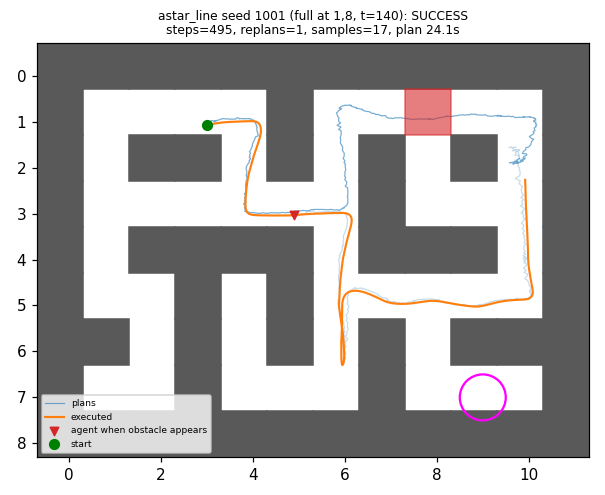 astar_line seed 1001 (full at 1,8, t=140): SUCCESS
steps=495, replans=1, samples=17, plan 24.1s
0
1
2
3
4
5
6
7
8
plans
executed
agent when obstacle appears
start
0
2
4
6
8
10